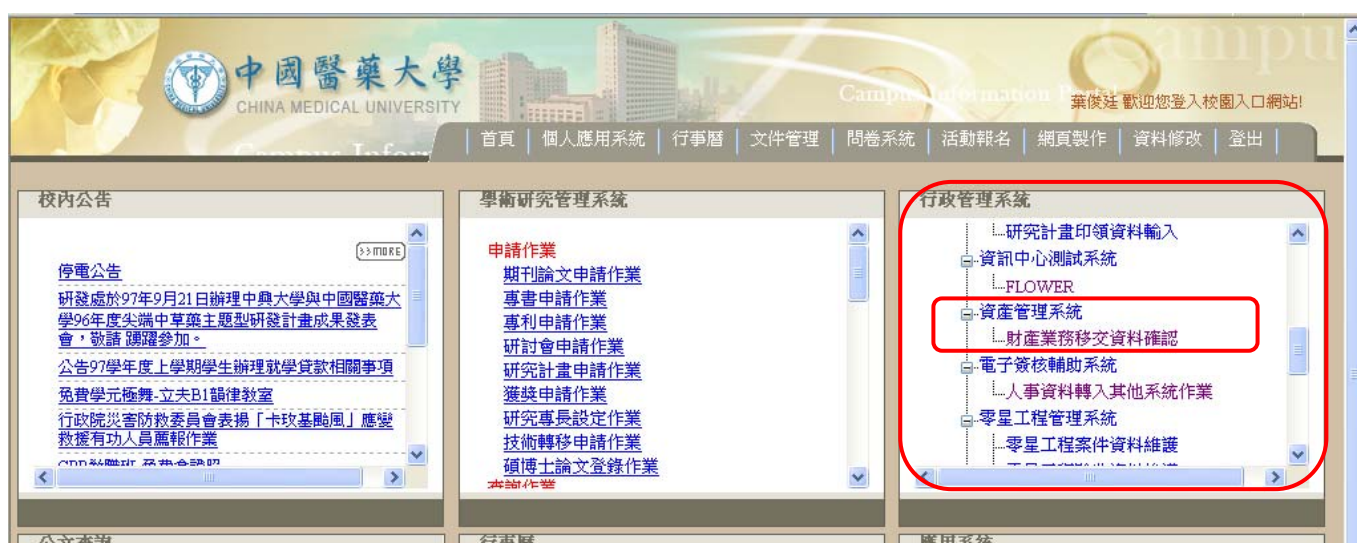 Campu
中國醫藥大學
CHINA MEDICAL UNIVERSITY
Campus Information Portal
葉俊廷 歡迎您登入校園入口網站!
首頁 | 個人應用系統 | 行事曆 | 文件管理 | 問卷系統 | 活動報名 | 網頁製作 | 資料修改 | 登出 |
Campus Infor
校內公告
>>MORE
停電公告
研發處於97年9月21日辦理中興大學與中國醫藥大
學96年度尖端中草藥主題型研發計畫成果發表
會，敬請 踴躍參加。
公告97學年度上學期學生辦理就學貸款相關事項
免費學元極舞-立夫B1韻律教室
行政院災害防救委員會表揚「卡玫基颱風」應變
救援有功人員薦報作業
學術研究管理系統
申請作業
期刊論文申請作業
專書申請作業
專利申請作業
研討會申請作業
研究計畫申請作業
獲獎申請作業
研究專長設定作業
技術轉移申請作業
碩博士論文登錄作業
查詢作業
行政管理系統
研究計畫印領資料輸入
資訊中心測試系統
FLOWER
資產管理系統
財產業務移交資料確認
電子簽核輔助系統
人事資料轉入其他系統作業
零星工程管理系統
零星工程案件資料維護
公文查詢
行事曆
應用系統